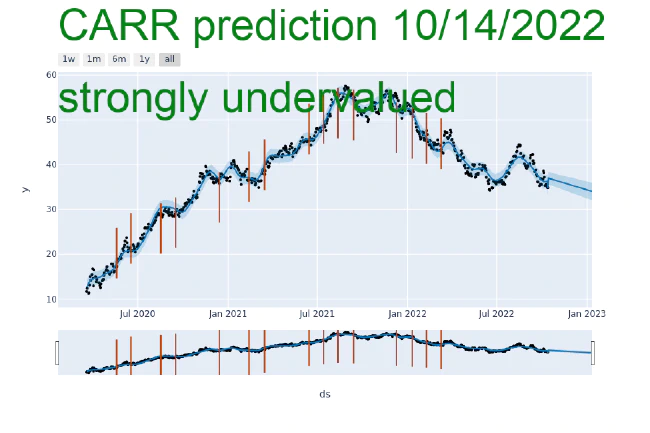 CARR prediction 10/14/2022
1w 1m 6m 1y all
strongly undervalued
60
50
40
30
20
10
y
Jul 2020 Jan 2021 Jul 2021 Jan 2022 Jul 2022 Jan 2023
ds